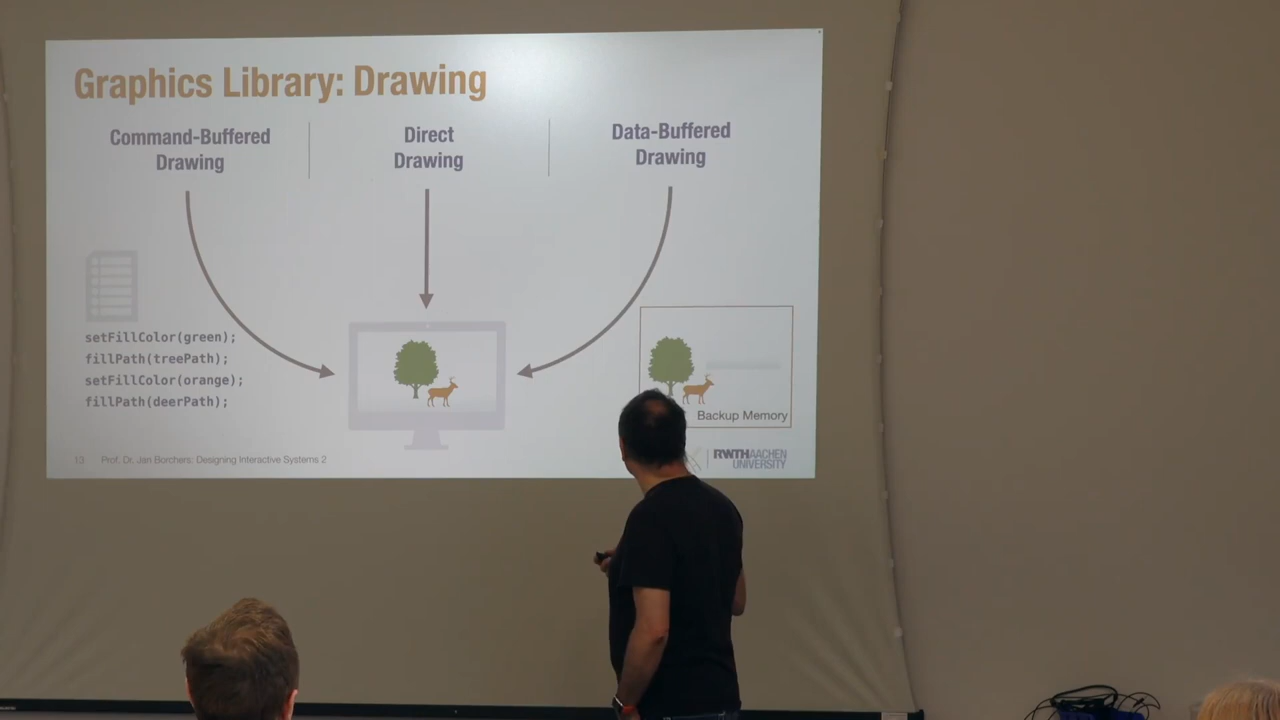 Graphics Library: Drawing
Command-Buffered
Drawing
Direct
Drawing
Data-Buffered
Drawing
setFillColor(green);
fillPath(treePath);
setFillColor(orange);
fillPath(deerPath);
Backup Memory
13 Prof. Dr. Jan Borchers: Designing Interactive Systems 2
RWTHAACHEN
UNIVERSITY